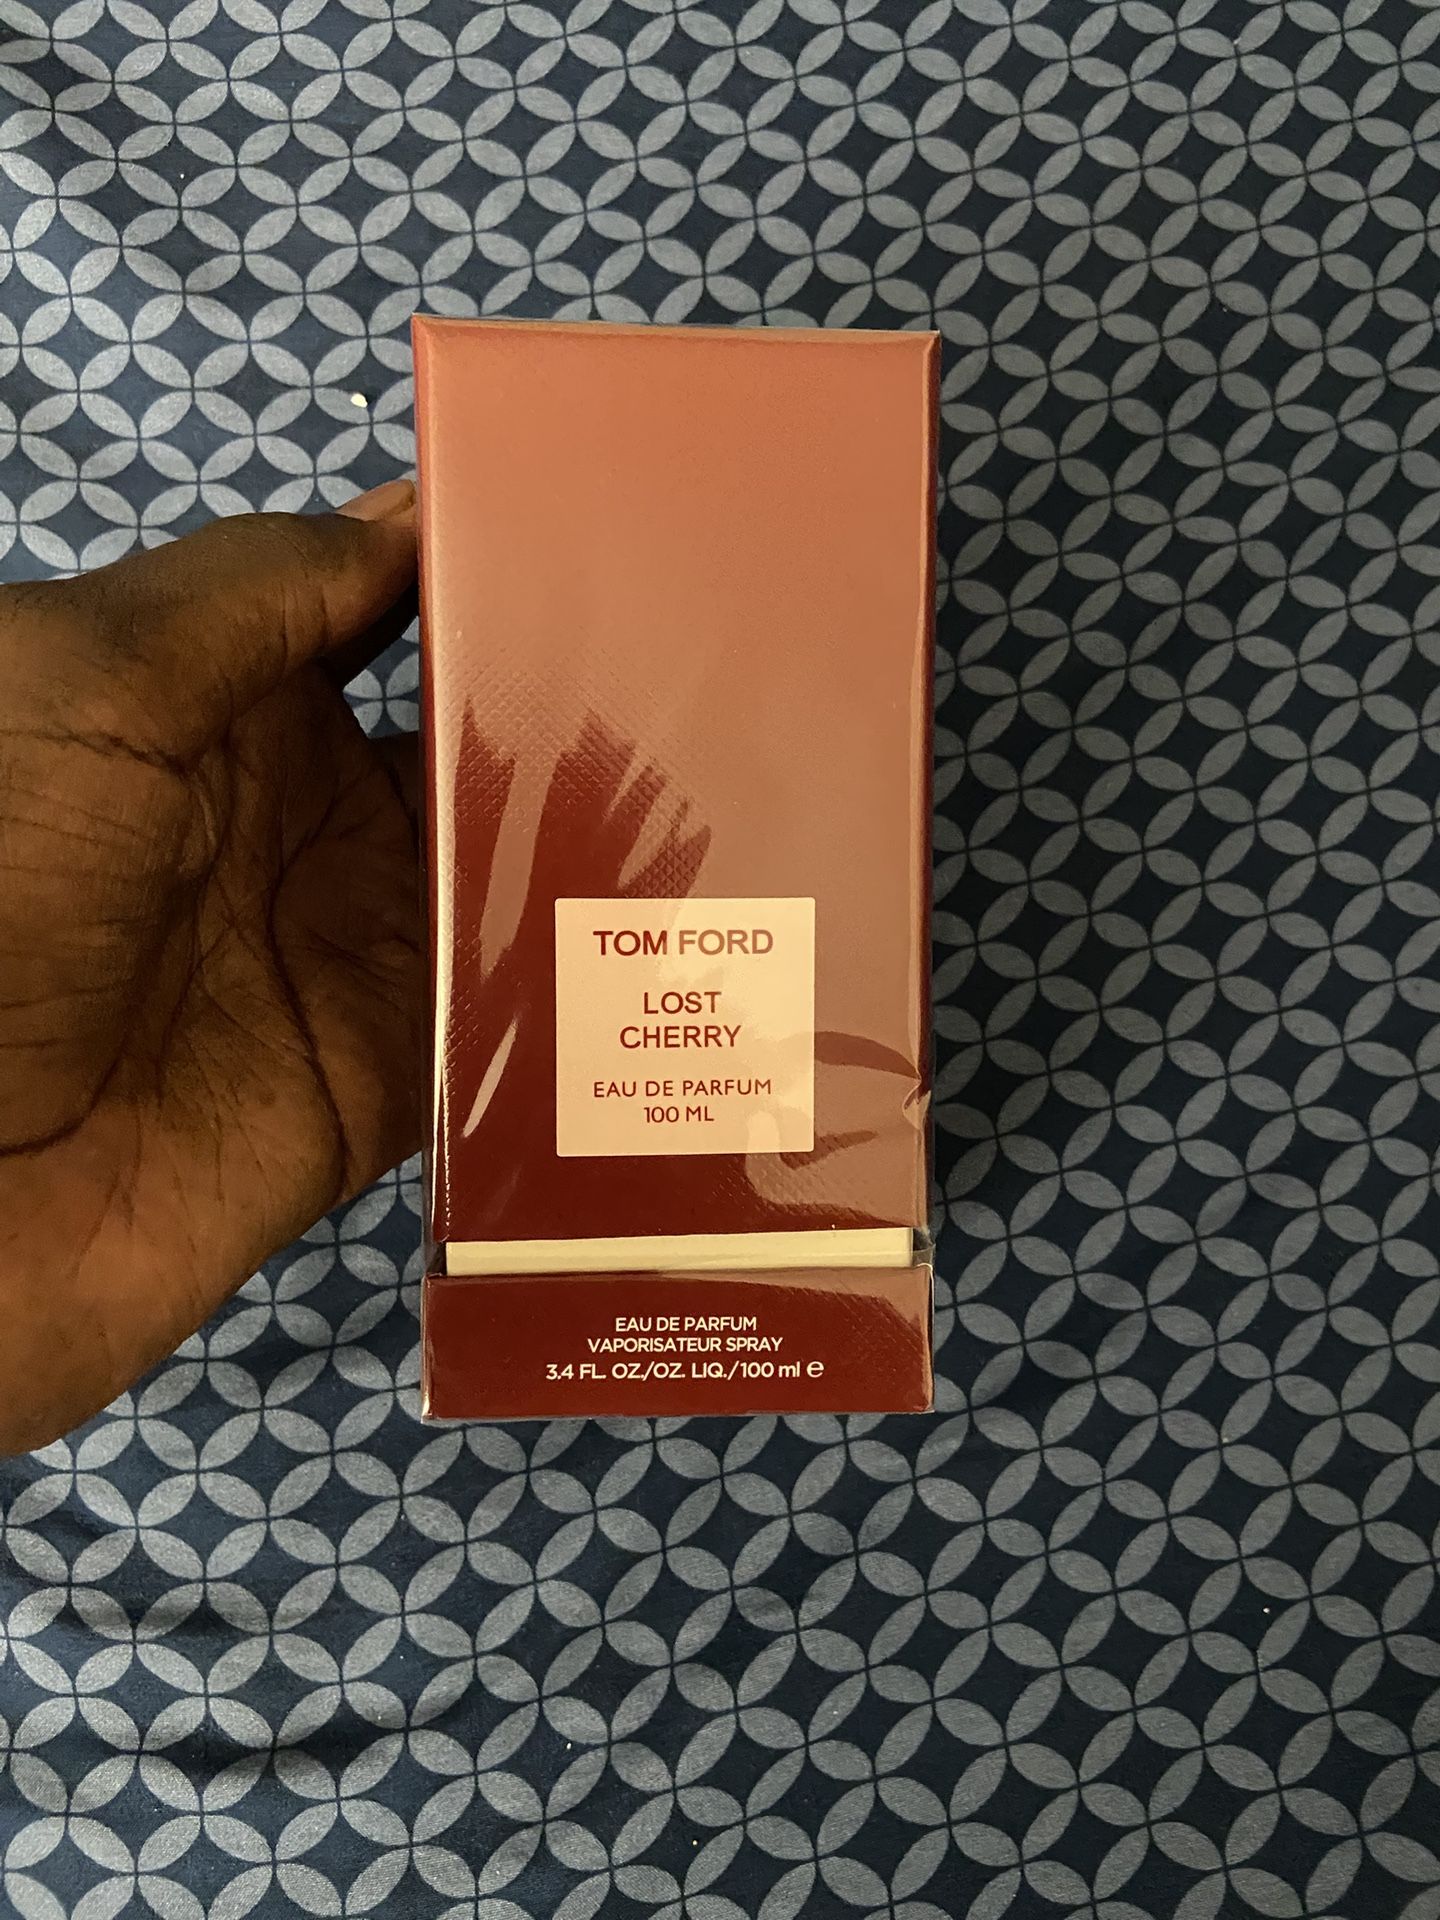 TOM FORD
LOST
CHERRY
EAU DE PARFUM
100 ML
EAU DE PARFUM
VAPORISATEUR SPRAY
3.4 FL. OZ./OZ. LIQ./100 ml ℮